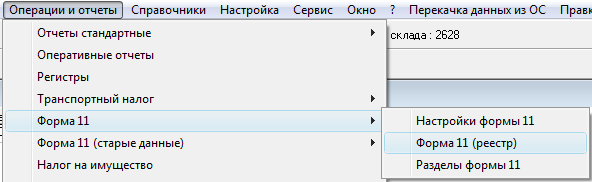 Операции и отчеты Справочники Настройка Сервис Окно ? Перекачка данных из ОС Правк
Отчеты стандартные
склада : 2628
Оперативные отчеты
Регистры
Транспортный налог
Форма 11
Настройки формы 11
Форма 11 (старые данные)
Форма 11 (реестр)
Налог на имущество
Разделы формы 11